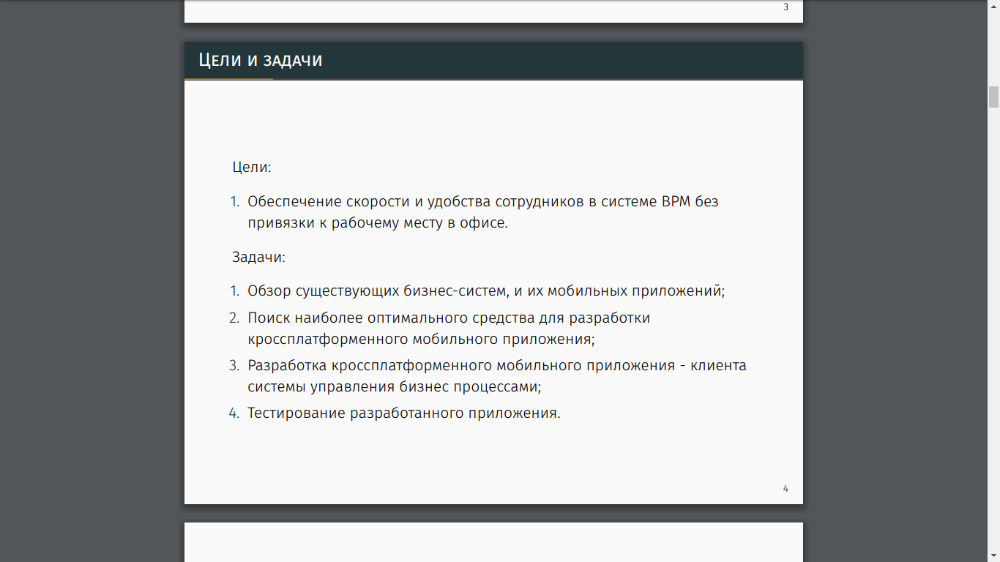 3
Цели и задачи
Цели:
1. Обеспечение скорости и удобства сотрудников в системе BPM без
привязки к рабочему месту в офисе.
Задачи:
1. Обзор существующих бизнес-систем, и их мобильных приложений;
2. Поиск наиболее оптимального средства для разработки
кроссплатформенного мобильного приложения;
3. Разработка кроссплатформенного мобильного приложения - клиента
системы управления бизнес процессами;
4. Тестирование разработанного приложения.
4